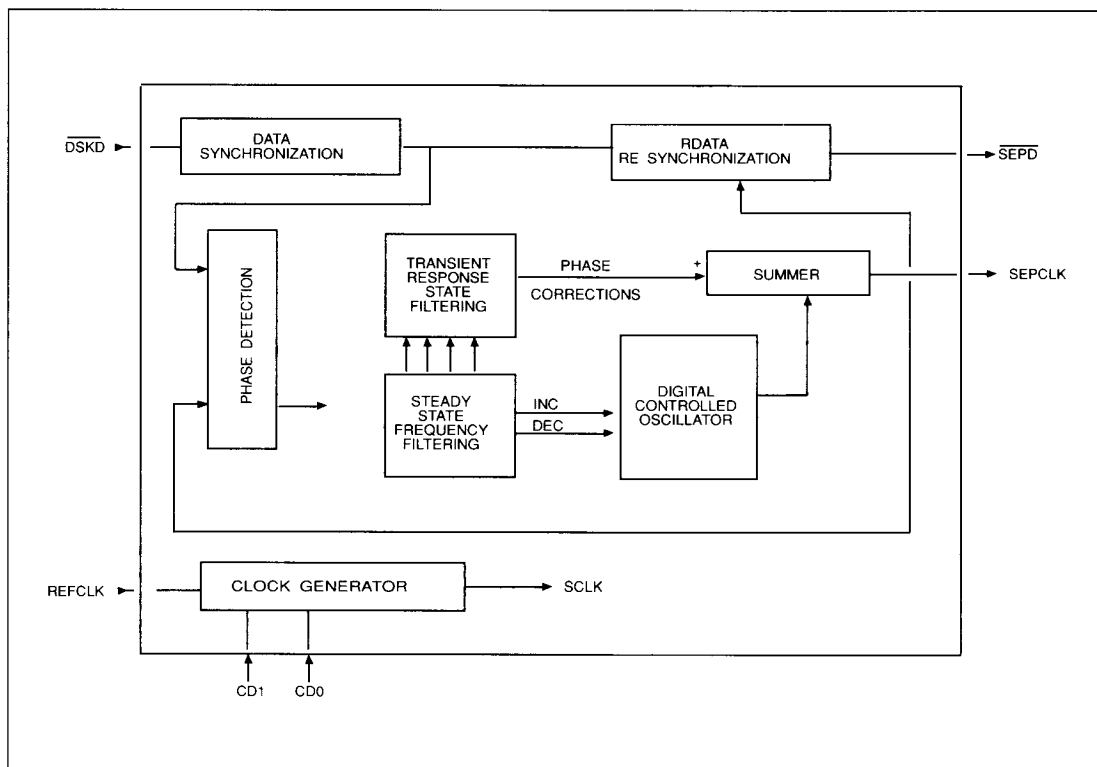 DSKD
DATA
SYNCHRONIZATION
RDATA
RE SYNCHRONIZATION
SEPD
PHASE DETECTION
TRANSIENT
RESPONSE
STATE
FILTERING
PHASE
CORRECTIONS
+
SUMMER
SEPCLK
STEADY
STATE
FREQUENCY
FILTERING
INC
DEC
DIGITAL
CONTROLLED
OSCILLATOR
REFCLK
CLOCK GENERATOR
SCLK
CD1
CD0